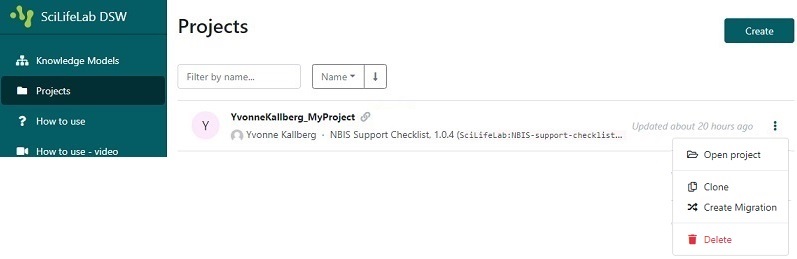 SciLifeLab DSW
Knowledge Models
Projects
How to use
How to use - video
Projects
Create
Filter by name...
Name
Y
YvonneKallberg_MyProject
Yvonne Kallberg · NBIS Support Checklist, 1.0.4 (SciLifeLab:NBIS-support-checklist...
Updated about 20 hours ago
Open project
Clone
Create Migration
Delete